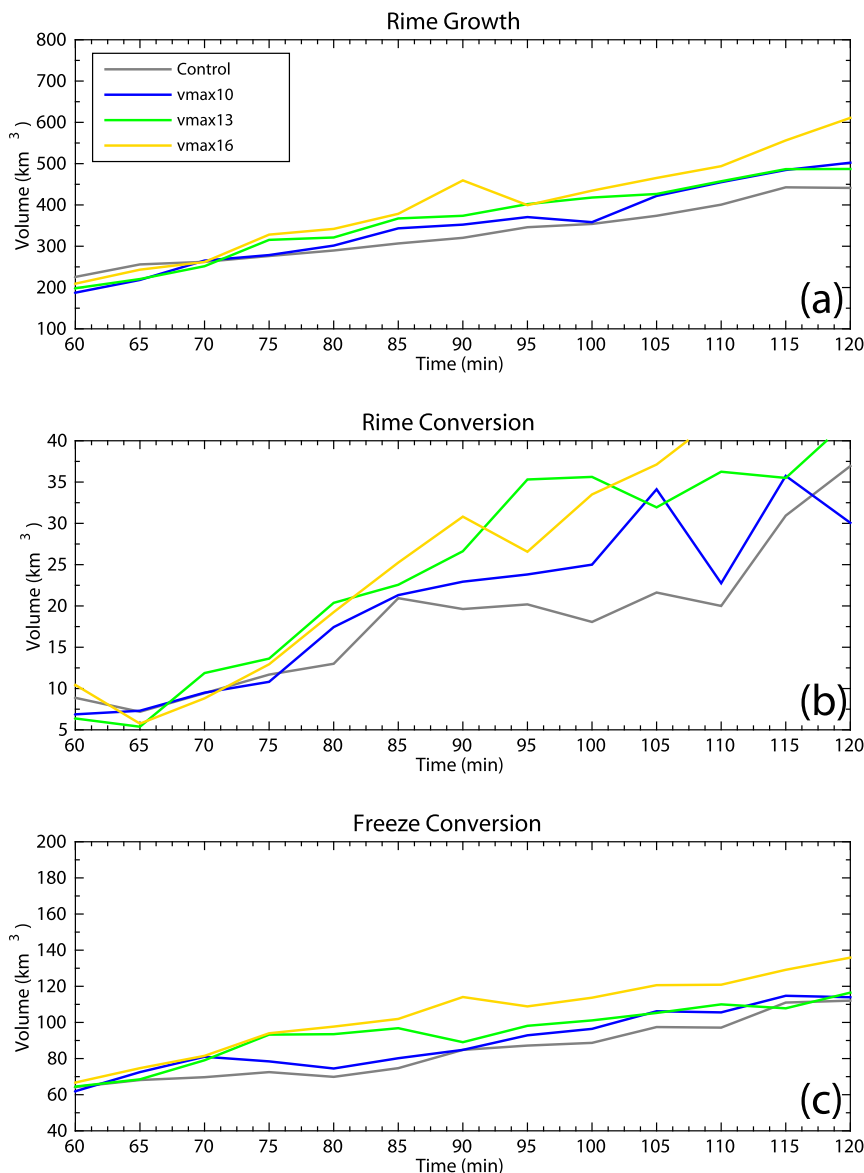 Rime Growth
800
700
600
500
400
300
200
100
Volume (km 3 )
Control
vmax10
vmax13
vmax16
(a)
60 65 70 75 80 85 90 95 100 105 110 115 120
Time (min)
Rime Conversion
40
35
30
25
20
15
10
5
Volume (km 3 )
(b)
60 65 70 75 80 85 90 95 100 105 110 115 120
Time (min)
Freeze Conversion
200
180
160
140
120
100
80
60
40
Volume (km 3 )
(c)
60 65 70 75 80 85 90 95 100 105 110 115 120
Time (min)